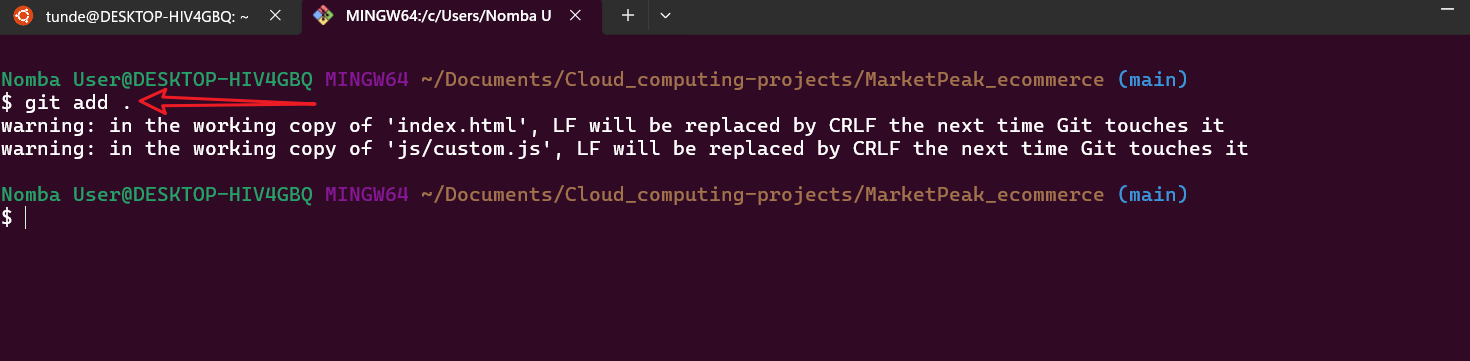 tunde@DESKTOP-HIV4GBQ: ~ MINGW64:/c/Users/Nomba U
Nomba User@DESKTOP-HIV4GBQ MINGW64 ~/Documents/Cloud_computing-projects/MarketPeak_ecommerce (main)
$ git add .
warning: in the working copy of 'index.html', LF will be replaced by CRLF the next time Git touches it
warning: in the working copy of 'js/custom.js', LF will be replaced by CRLF the next time Git touches it
Nomba User@DESKTOP-HIV4GBQ MINGW64 ~/Documents/Cloud_computing-projects/MarketPeak_ecommerce (main)
$